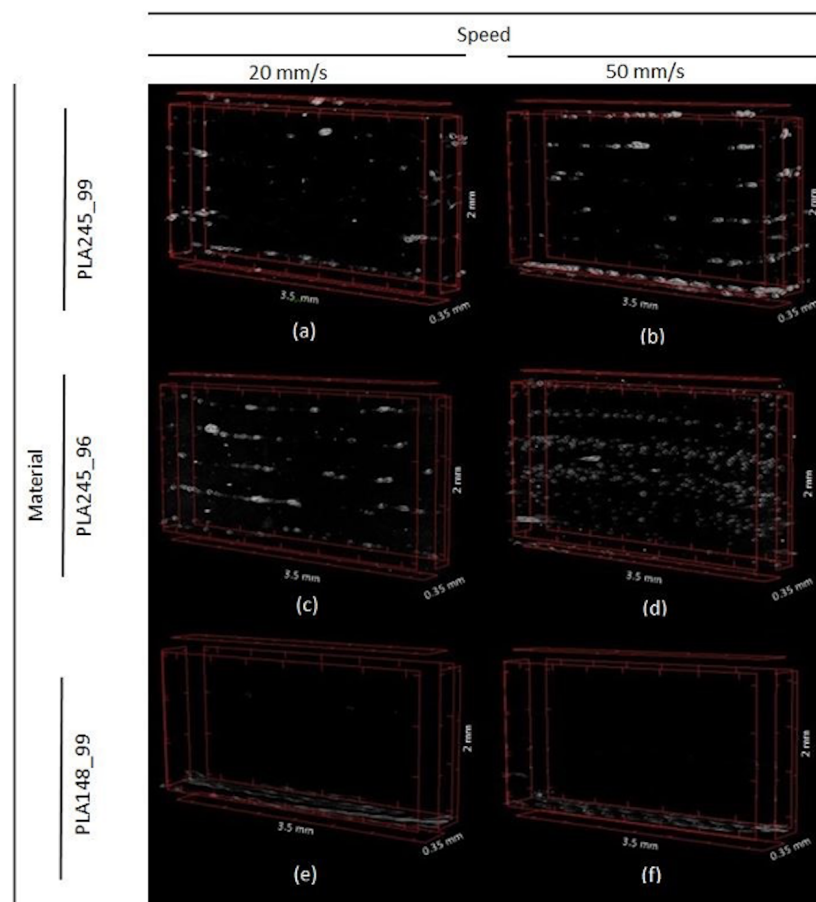 Speed
20 mm/s
50 mm/s
Material
PLA245_99
2 mm
3.5, mm
0.35 mm
(a)
2 mm
3.5 mm
0.35 mm
(b)
PLA245_96
2 mm
3.5 mm
0.35 mm
(c)
2 mm
3.5 mm
0.35 mm
(d)
PLA148_99
2 mm
3.5 mm
0.35 mm
(e)
2 mm
3.5 mm
0.35 mm
(f)